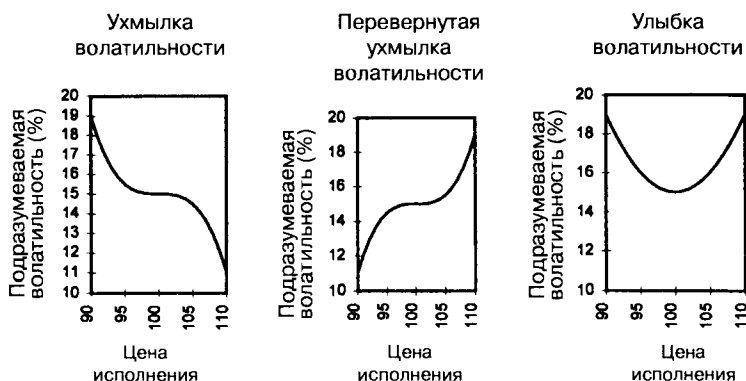 Ухмылка
волатильности
Подразумеваемая
волатильность (%)
20
19
18
17
16
15
14
13
12
11
10
90
95
100
105
110
Цена
исполнения
Перевернутая
ухмылка
волатильности
Подразумеваемая
волатильность (%)
20
18
16
14
12
10
90
95
100
105
110
Цена
исполнения
Улыбка
волатильности
Подразумеваемая
волатильность (%)
20
18
16
14
12
10
90
95
100
105
110
Цена
исполнения